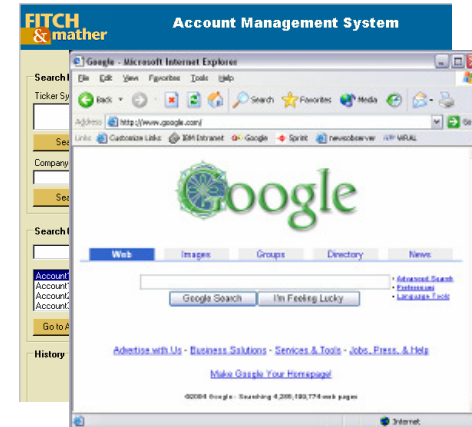 FITCH
& mather
Account Management System
Google - Microsoft Internet Explorer
File Edit View Favorites Tools Help
Back Search Favorites Media
Address http://www.google.com/ Go
Links Customize Links IBM Intranet Google Sprint newsobserver WRAL
Search
Ticker Sy
Sea
Company
Sea
Search
Account
Account
Account
Account
Go to A
History
Google
Web Images Groups Directory News
Advanced Search
Preferences
Language Tools
Google Search I'm Feeling Lucky
Advertise with Us - Business Solutions - Services & Tools - Jobs, Press, & Help
Make Google Your Homepage!
©2004 Google - Searching 4,285,199,774 web pages
Internet